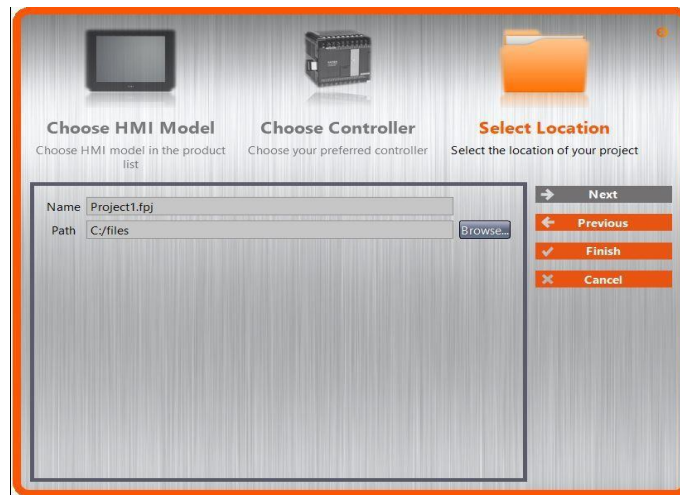 Choose HMI Model
Choose HMI model in the product
list
Choose Controller
Choose your preferred controller
Select Location
Select the location of your project
Name Project1.fpj
Path C:/files Browse...
Next
Previous
Finish
Cancel